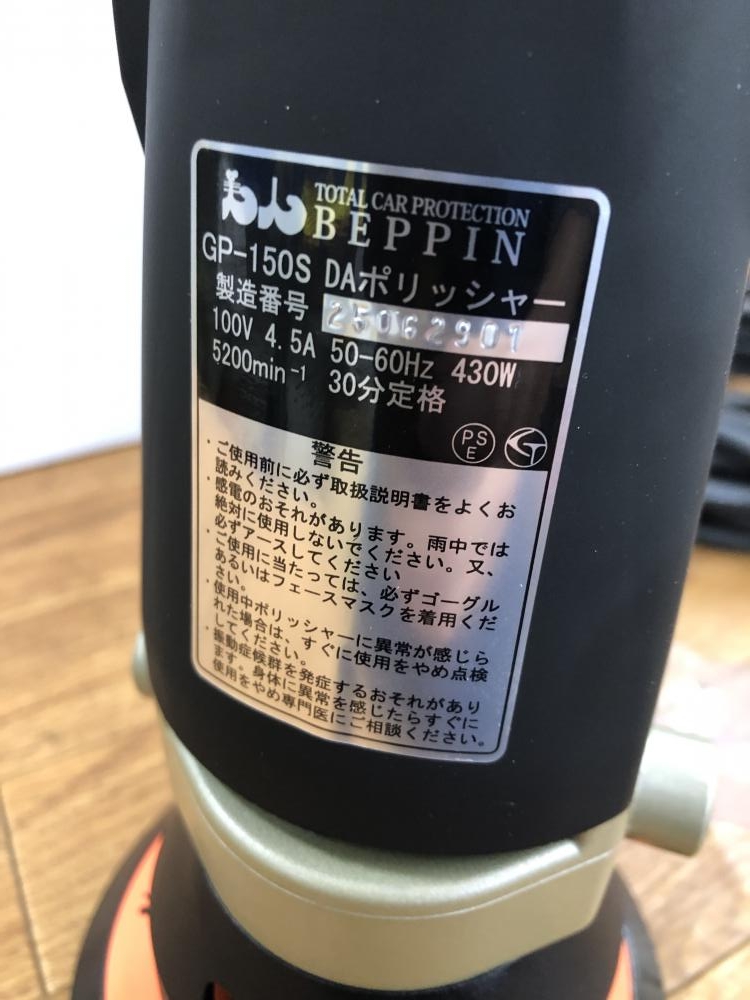 TOTAL CAR PROTECTION
BEPPIN
GP-150S DAポリッシャー
製造番号 25062901
100V 4.5A 50-60Hz 430W
5200min⁻¹ 30分定格
PS
E
警告
・ご使用前に必ず取扱説明書をよくお
読みください。
・感電のおそれがあります。雨中では
絶対に使用しないでください。又、
必ずアースしてください
・ご使用に当たっては、必ずゴーグル
あるいはフェースマスクを着用くだ
さい。
・使用中ポリッシャーに異常が感じら
れた場合は、すぐに使用をやめ点検
してください。
・振動症候群を発症するおそれがあり
ます。身体に異常を感じたらすぐに
使用をやめ専門医にご相談ください。